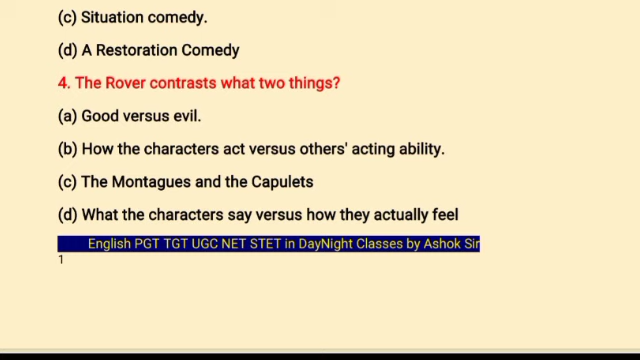 (c) Situation comedy.
(d) A Restoration Comedy
4. The Rover contrasts what two things?
(a) Good versus evil.
(b) How the characters act versus others' acting ability.
(c) The Montagues and the Capulets
(d) What the characters say versus how they actually feel
English PGT TGT UGC NET STET in DayNight Classes by Ashok Sir
1